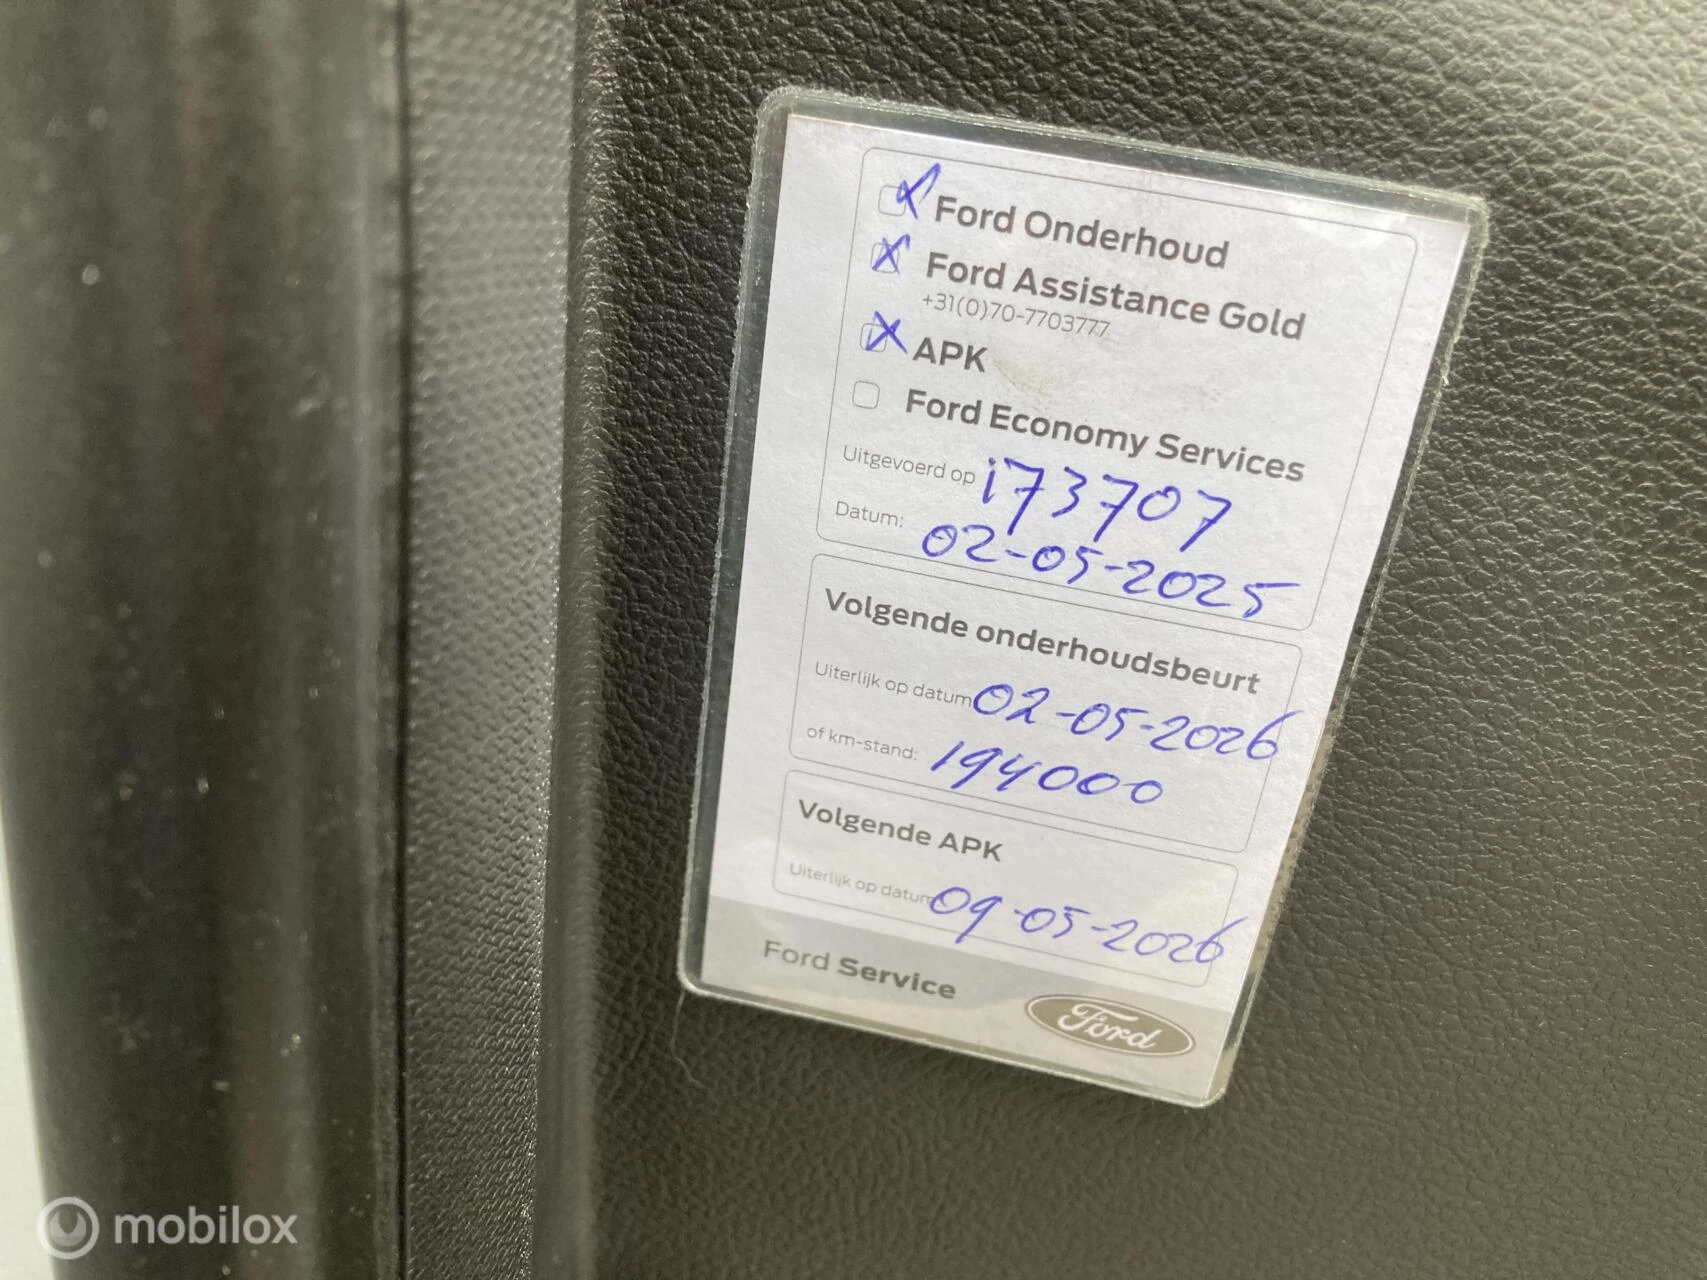 Ford Onderhoud
Ford Assistance Gold
+31(0)70-7703777
APK
Ford Economy Services
Uitgevoerd op 173707
Datum: 02-05-2025
Volgende onderhoudsbeurt
Uiterlijk op datum 02-05-2026
of km-stand: 194000
Volgende APK
Uiterlijk op datum 09-05-2026
Ford Service
Ford
mobilox